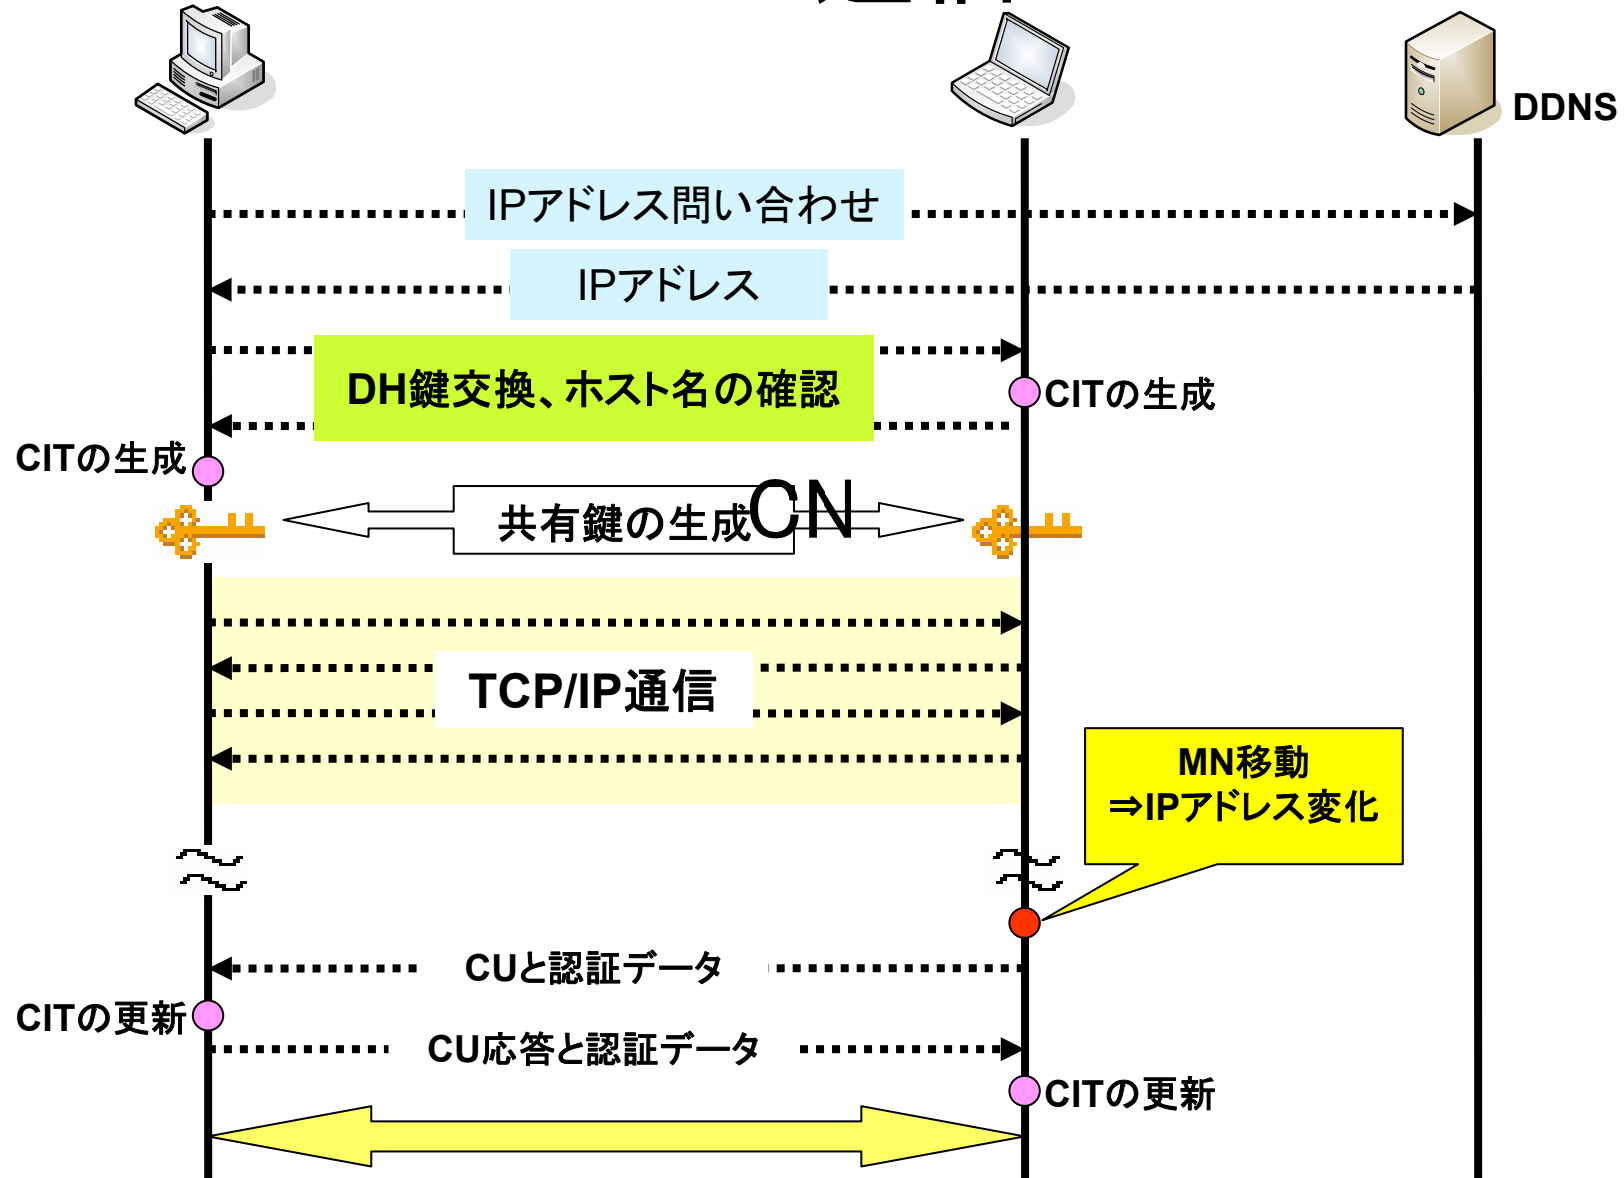 DDNS
IPアドレス問い合わせ
IPアドレス
DH鍵交換、ホスト名の確認
CITの生成
CITの生成
共有鍵の生成
CN
TCP/IP通信
MN移動
⇒IPアドレス変化
CUと認証データ
CITの更新
CU応答と認証データ
CITの更新